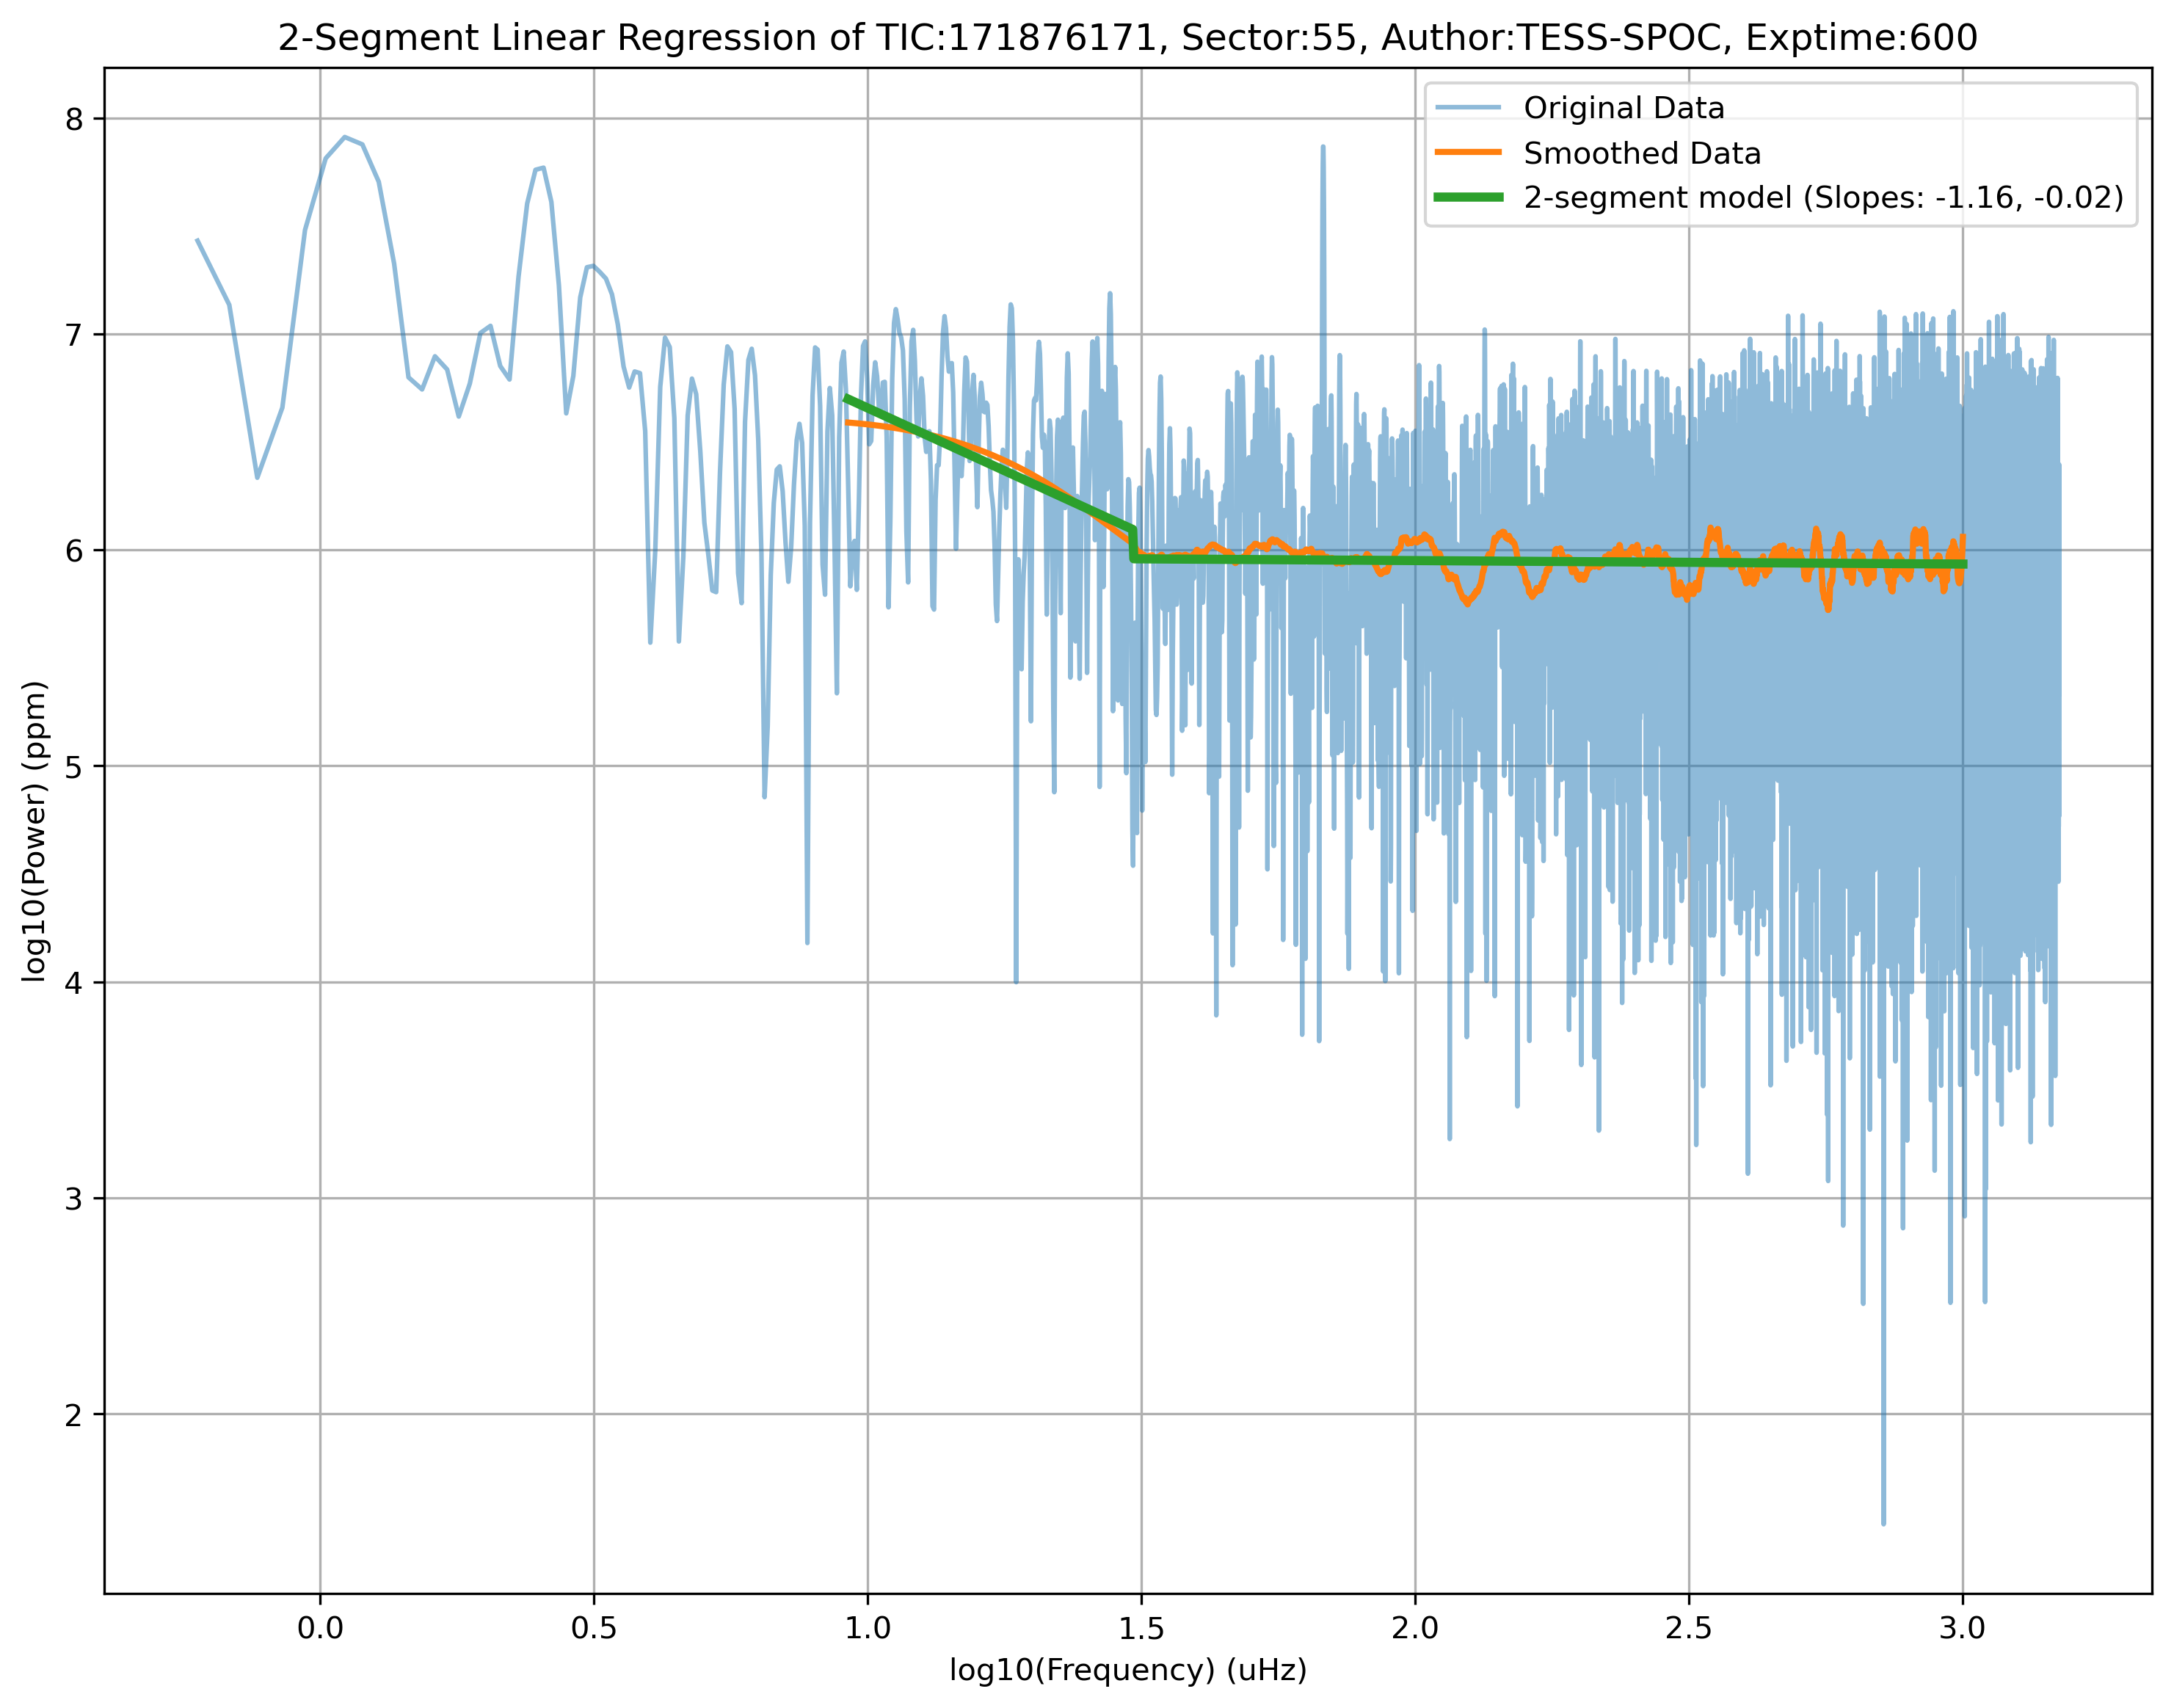 2-Segment Linear Regression of TIC:171876171, Sector:55, Author:TESS-SPOC, Exptime:600
Original Data
Smoothed Data
2-segment model (Slopes: -1.16, -0.02)
8
7
6
5
4
3
2
log10(Power) (ppm)
0.0 0.5 1.0 1.5 2.0 2.5 3.0
log10(Frequency) (uHz)